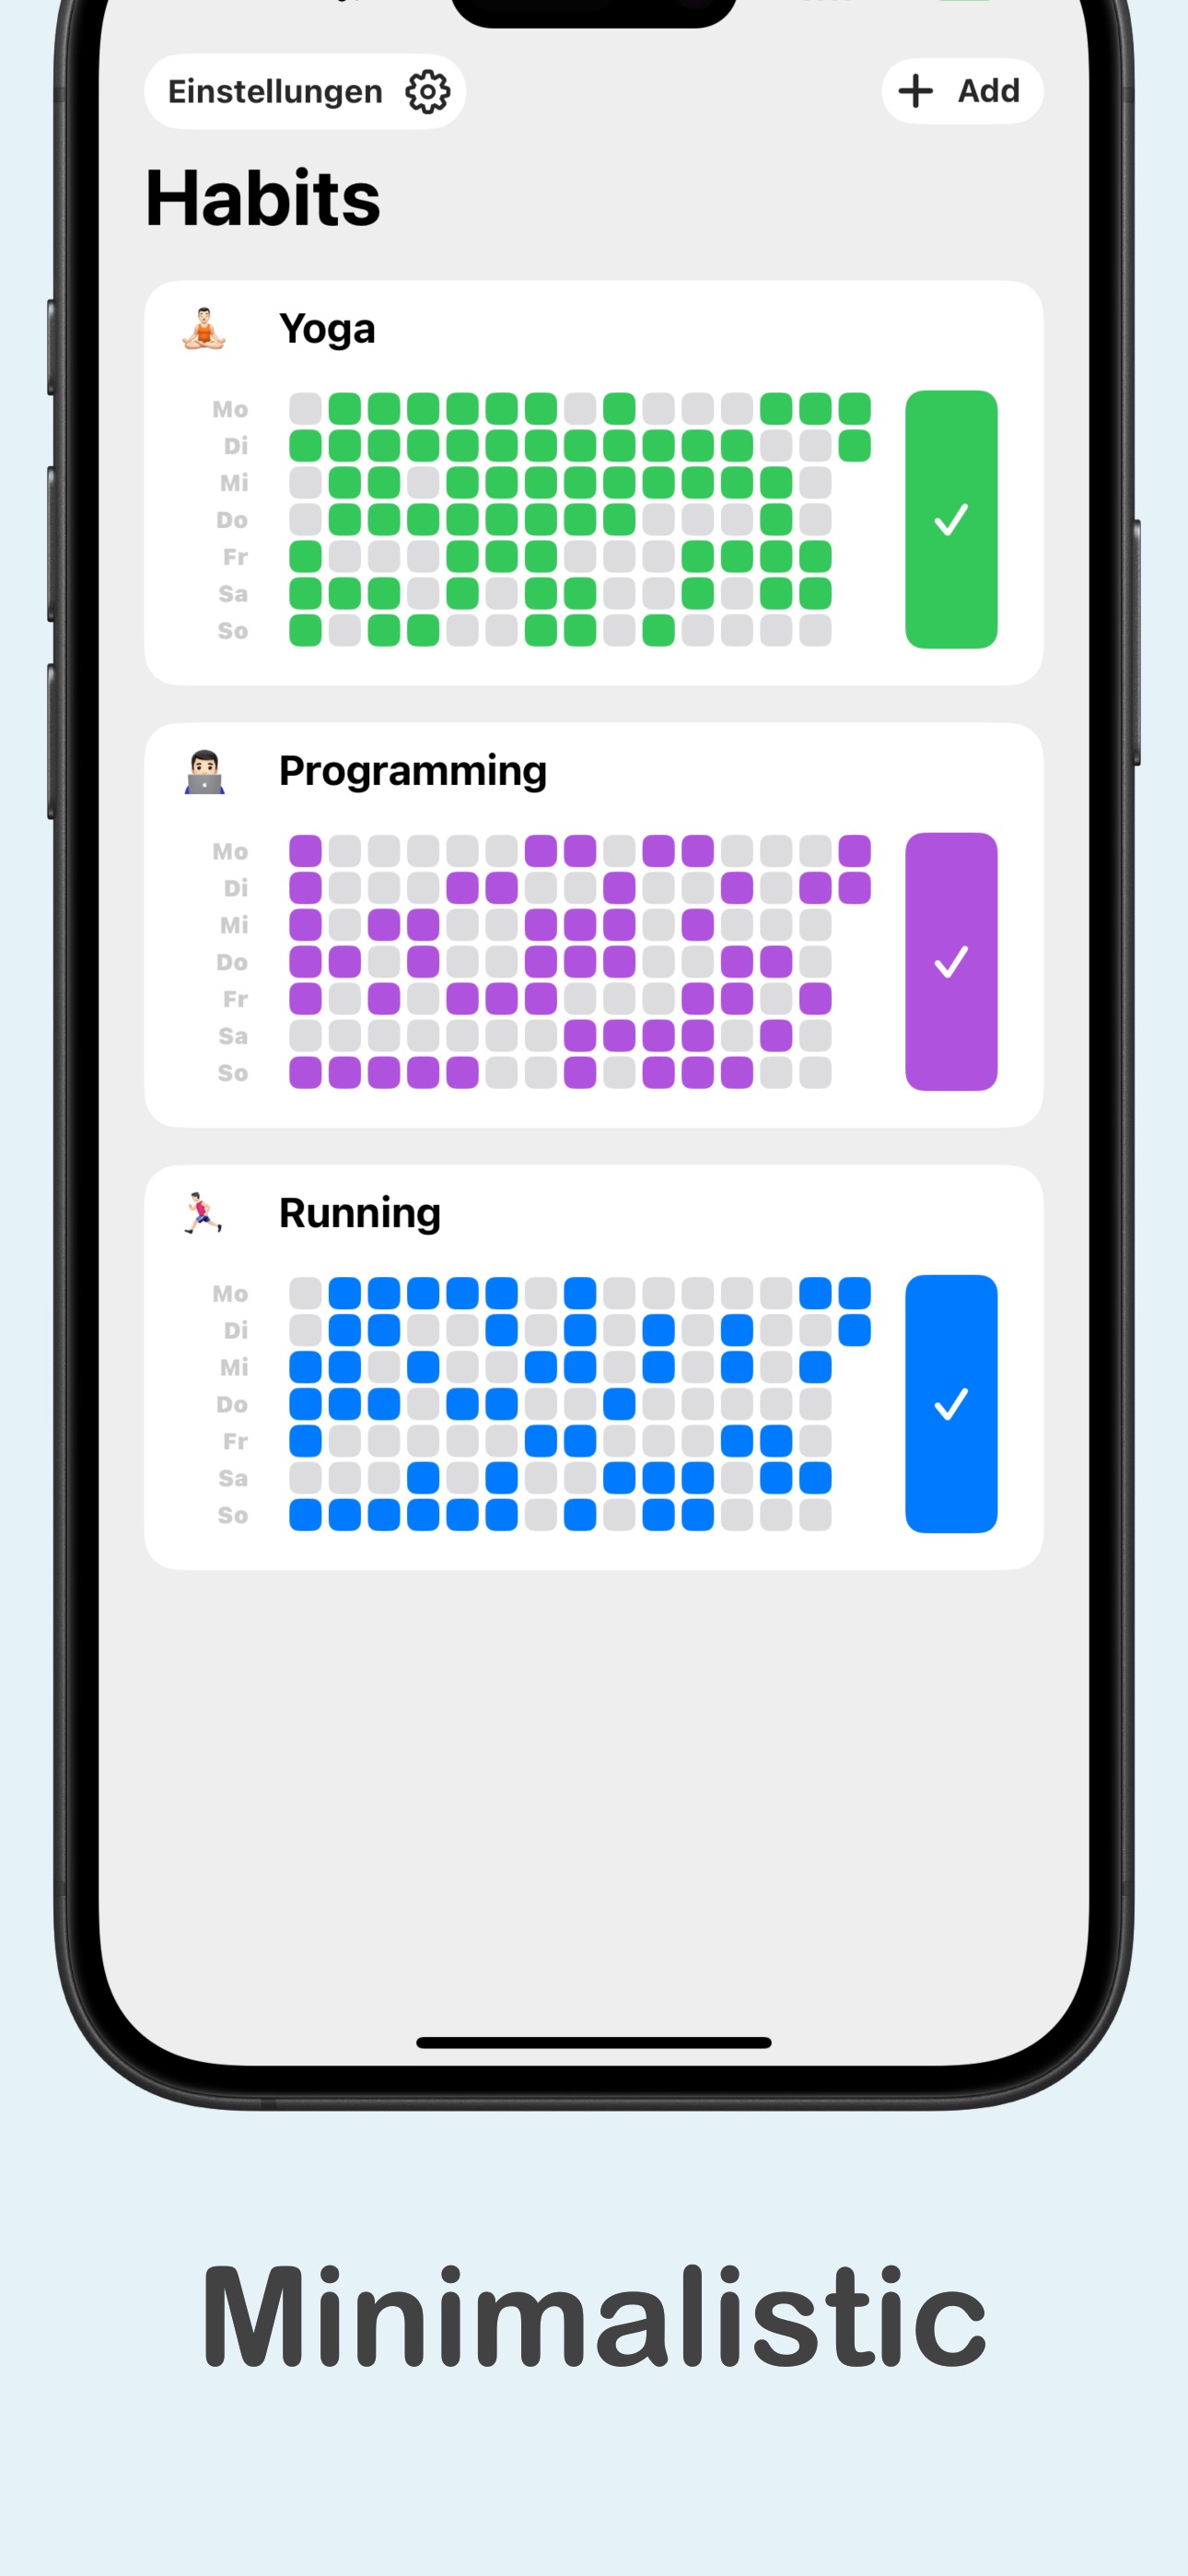 Einstellungen
Add
Habits
Yoga
Mo
Di
Mi
Do
Fr
Sa
So
Programming
Mo
Di
Mi
Do
Fr
Sa
So
Running
Mo
Di
Mi
Do
Fr
Sa
So
Minimalistic